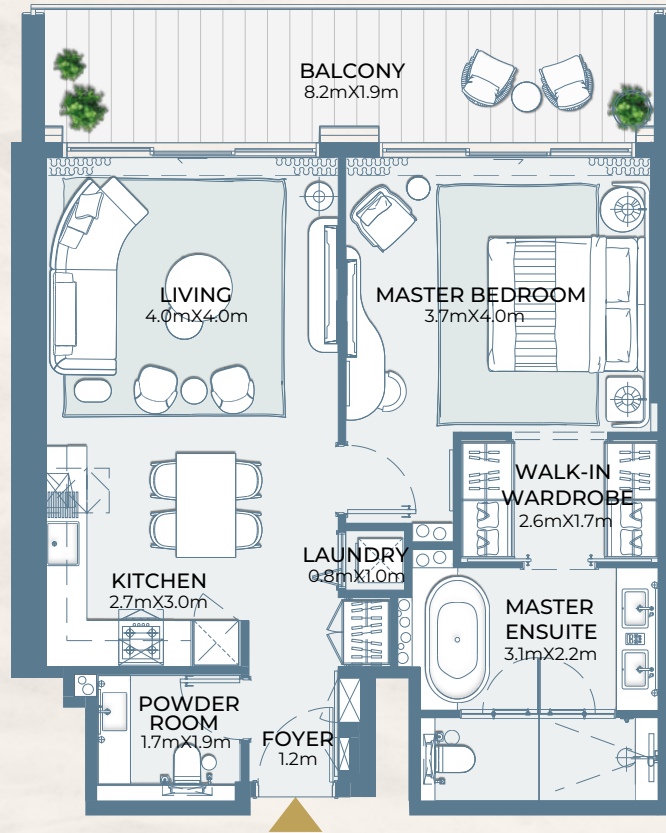 BALCONY
8.2mX1.9m
LIVING
4.0mX4.0m
MASTER BEDROOM
3.7mX4.0m
WALK-IN
WARDROBE
2.6mX1.7m
LAUNDRY
0.8mX1.0m
KITCHEN
2.7mX3.0m
MASTER
ENSUITE
3.1mX2.2m
POWDER
ROOM
1.7mX1.9m
FOYER
1.2m